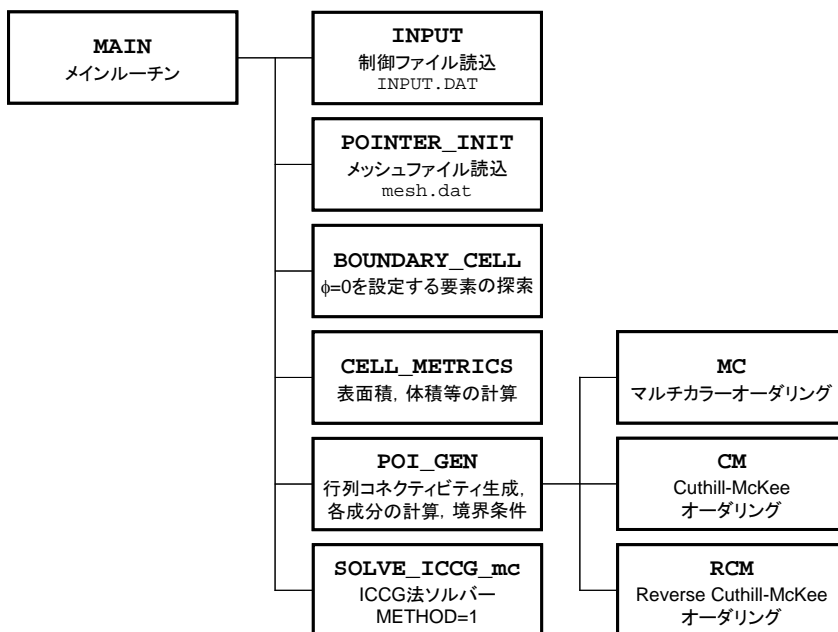 MAIN
メインルーチン
INPUT
制御ファイル読込
INPUT.DAT
POINTER_INIT
メッシュファイル読込
mesh.dat
BOUNDARY_CELL
φ=0を設定する要素の探索
CELL_METRICS
表面積, 体積等の計算
POI_GEN
行列コネクティビティ生成,
各成分の計算, 境界条件
SOLVE_ICCG_mc
ICCG法ソルバー
METHOD=1
MC
マルチカラーオーダリング
CM
Cuthill-McKee
オーダリング
RCM
Reverse Cuthill-McKee
オーダリング